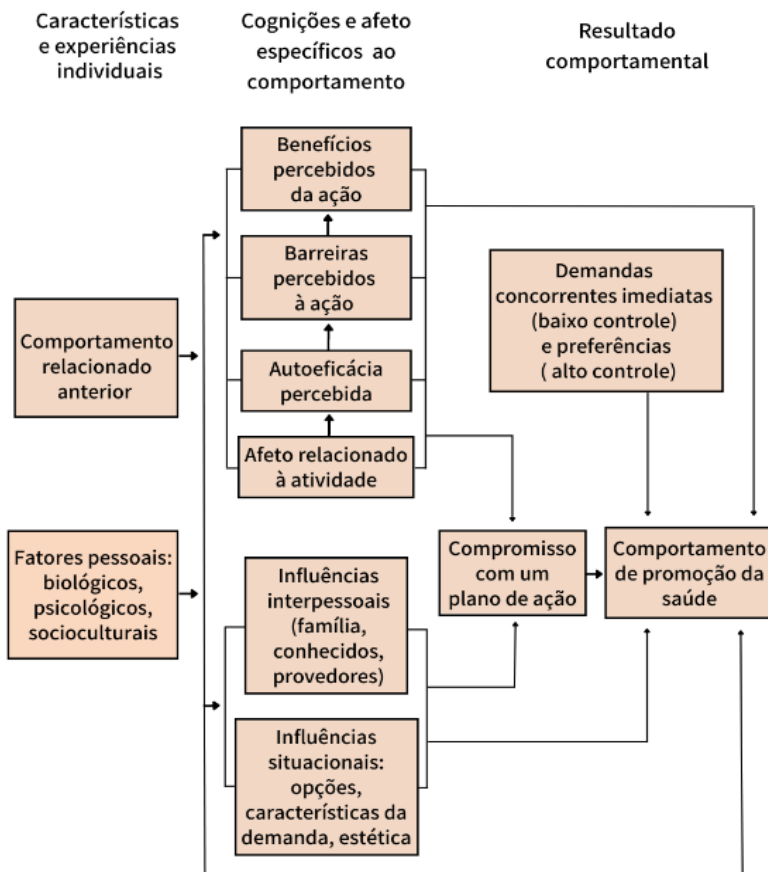 Características
e experiências
individuais
Cognições e afeto
específicos ao
comportamento
Resultado
comportamental
Benefícios
percebidos
da ação
Barreiras
percebidos
à ação
Autoeficácia
percebida
Afeto relacionado
à atividade
Comportamento
relacionado
anterior
Fatores pessoais:
biológicos,
psicológicos,
socioculturais
Influências
interpessoais
(família,
conhecidos,
provedores)
Influências
situacionais:
opções,
características da
demanda, estética
Demandas
concorrentes imediatas
(baixo controle)
e preferências
( alto controle)
Compromisso
com um
plano de ação
Comportamento
de promoção da
saúde